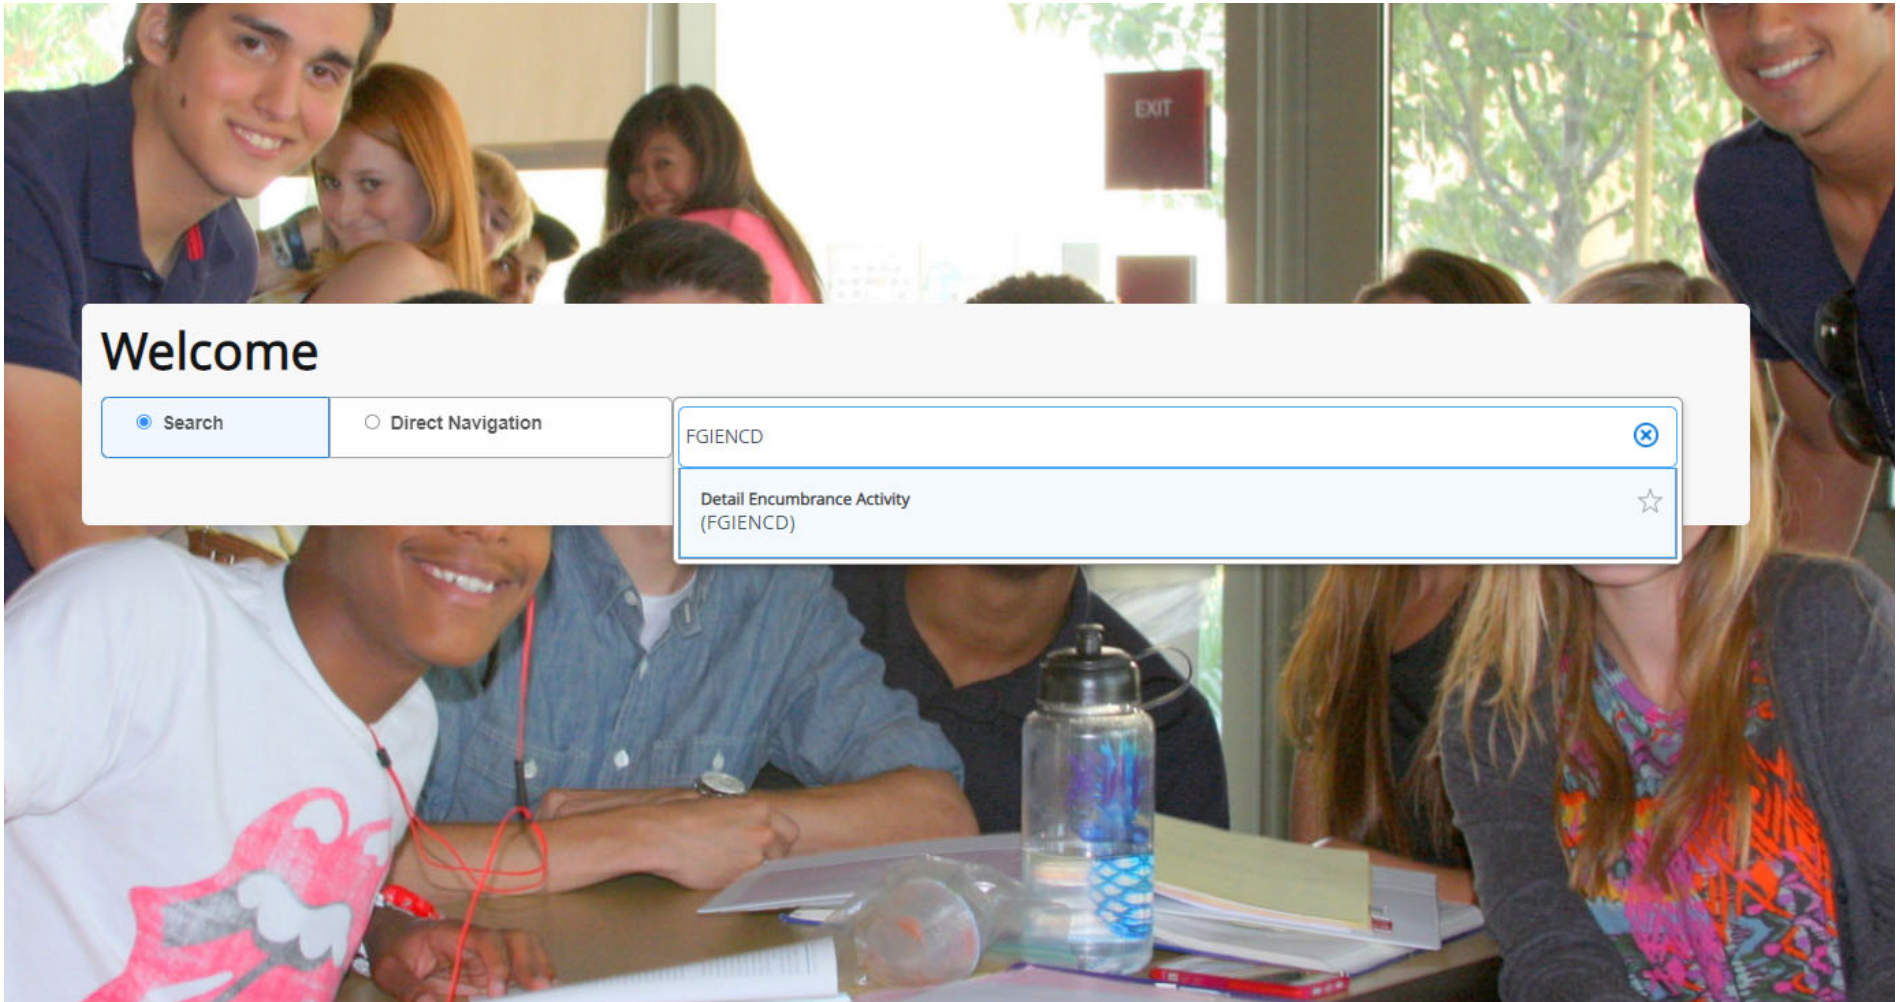 EXIT
Welcome
Search
Direct Navigation
FGIENCD
Detail Encumbrance Activity
(FGIENCD)